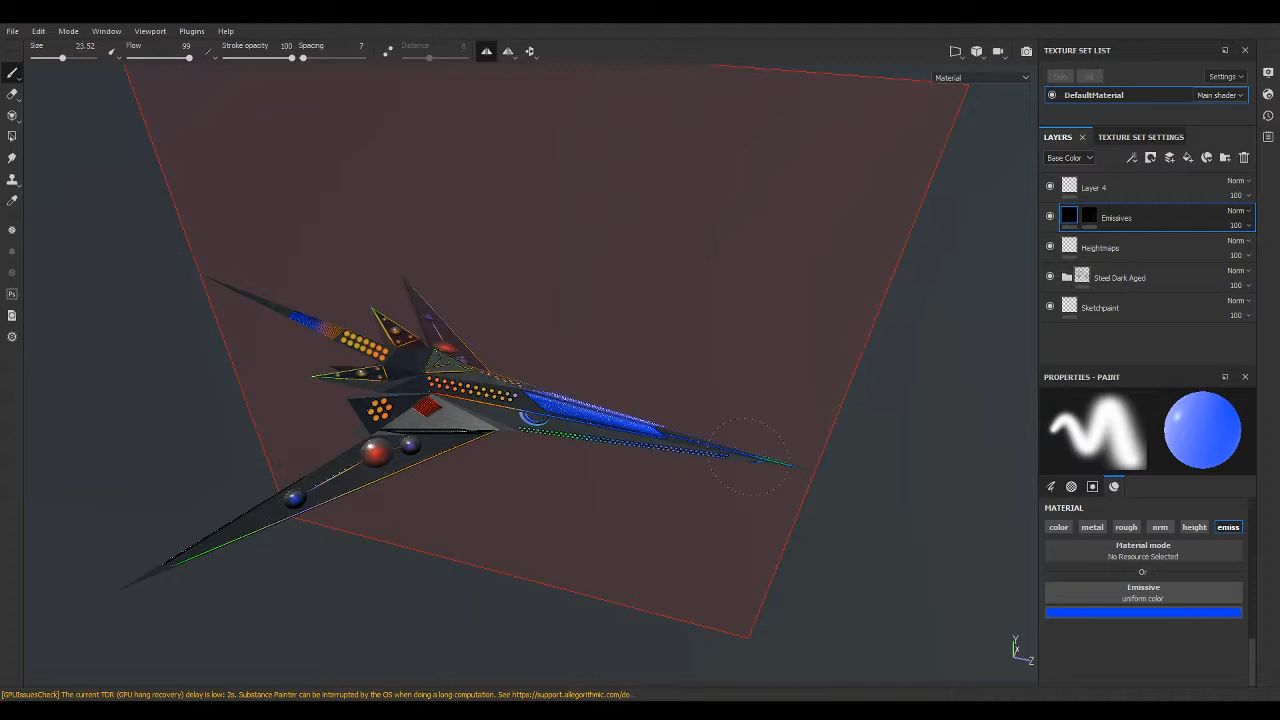 File Edit Mode Window Viewport Plugins Help
Size 23.52 Flow 99 Stroke opacity 100 Spacing 7 Distance 8
Material
TEXTURE SET LIST
Settings
DefaultMaterial Main shader
LAYERS TEXTURE SET SETTINGS
Base Color
Layer 4 Norm
100
Emissives Norm
100
Heightmaps Norm
100
Steel Dark Aged Norm
100
Sketchpaint Norm
100
PROPERTIES - PAINT
MATERIAL
color metal rough nrm height emiss
Material mode
No Resource Selected
Or
Emissive
uniform color
Ps
Y
X
Z
[GPUIssuesCheck] The current TDR (GPU hang recovery) delay is low: 2s. Substance Painter can be interrupted by the OS when doing a long computation. See https://support.allegorithmic.com/do...